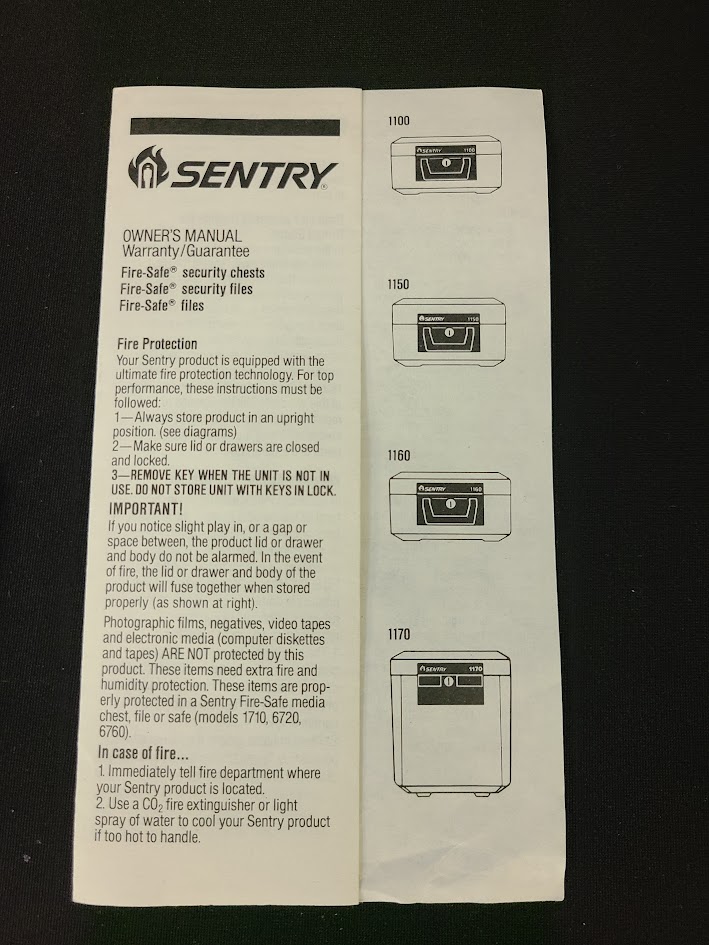 SENTRY®
OWNER'S MANUAL
Warranty/Guarantee
Fire-Safe® security chests
Fire-Safe® security files
Fire-Safe® files
Fire Protection
Your Sentry product is equipped with the
ultimate fire protection technology. For top
performance, these instructions must be
followed:
1—Always store product in an upright
position. (see diagrams)
2—Make sure lid or drawers are closed
and locked.
3—REMOVE KEY WHEN THE UNIT IS NOT IN
USE. DO NOT STORE UNIT WITH KEYS IN LOCK.
IMPORTANT!
If you notice slight play in, or a gap or
space between, the product lid or drawer
and body do not be alarmed. In the event
of fire, the lid or drawer and body of the
product will fuse together when stored
properly (as shown at right).
Photographic films, negatives, video tapes
and electronic media (computer diskettes
and tapes) ARE NOT protected by this
product. These items need extra fire and
humidity protection. These items are prop-
erly protected in a Sentry Fire-Safe media
chest, file or safe (models 1710, 6720,
6760).
In case of fire...
1. Immediately tell fire department where
your Sentry product is located.
2. Use a CO₂ fire extinguisher or light
spray of water to cool your Sentry product
if too hot to handle.
1100
SENTRY 1100
1150
SENTRY 1150
1160
SENTRY 1160
1170
SENTRY 1170